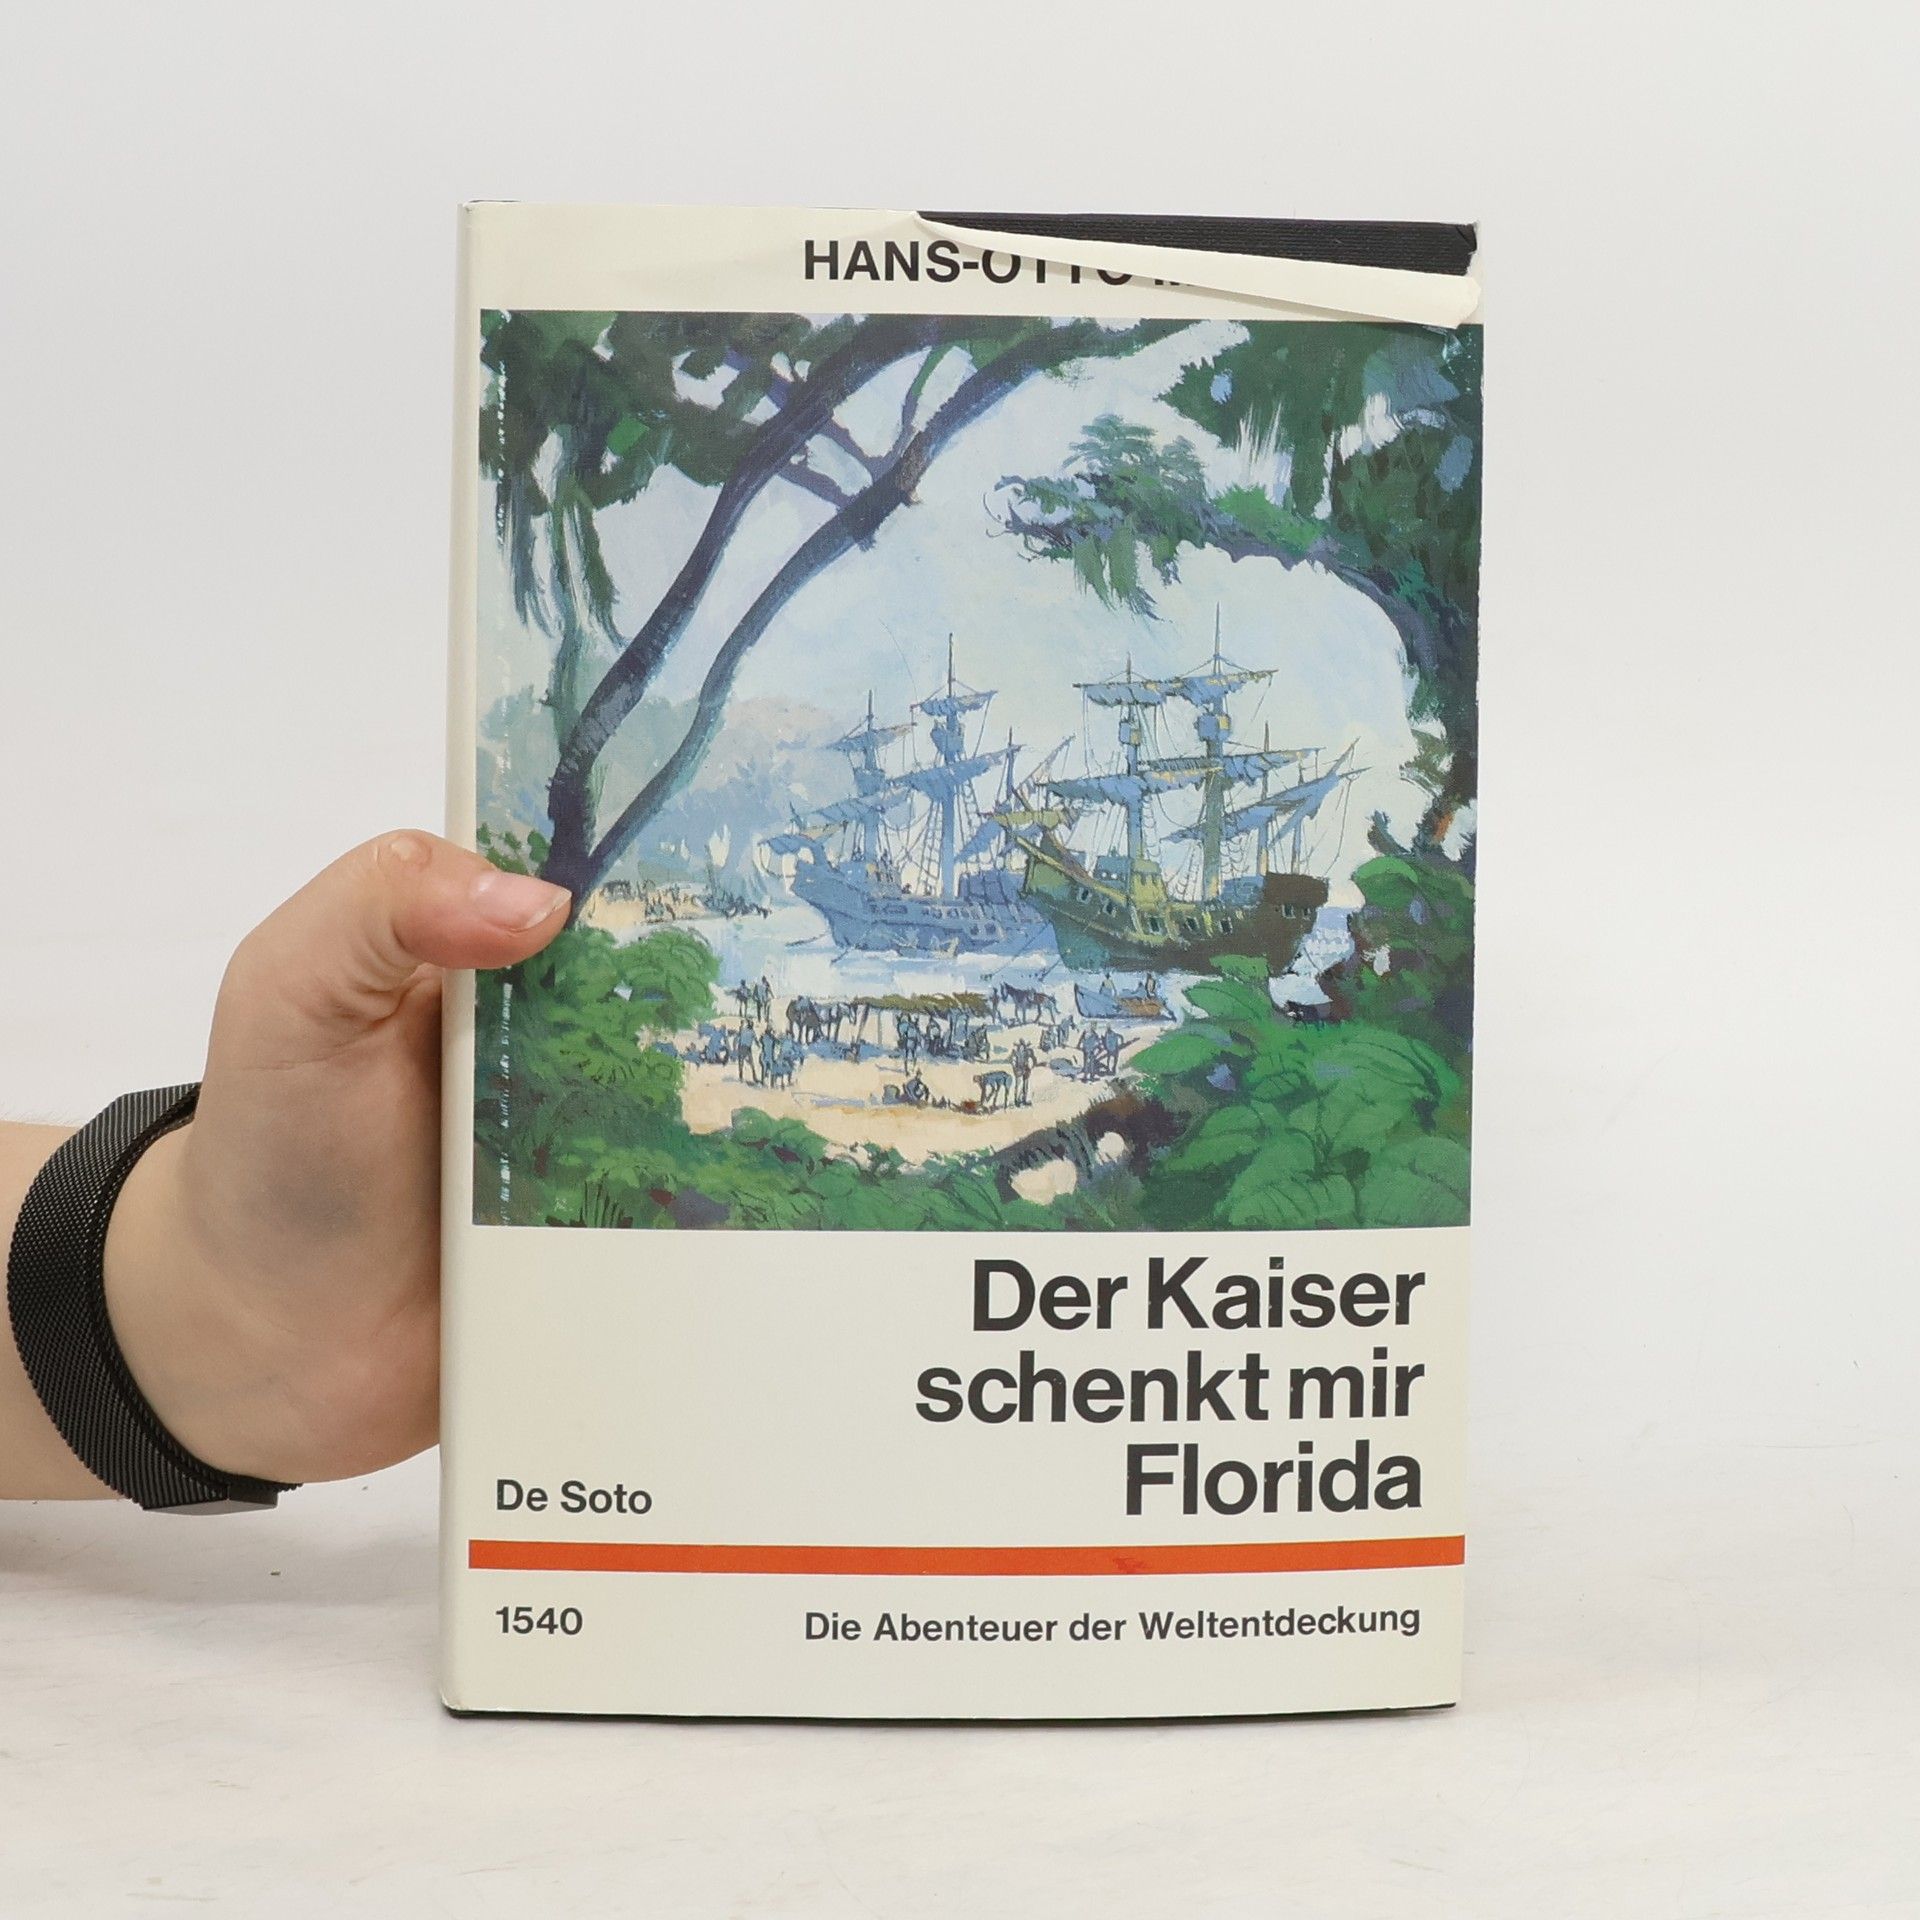 HANS-OTTO
Der Kaiser
schenkt mir
Florida
De Soto
1540
Die Abenteuer der Weltentdeckung